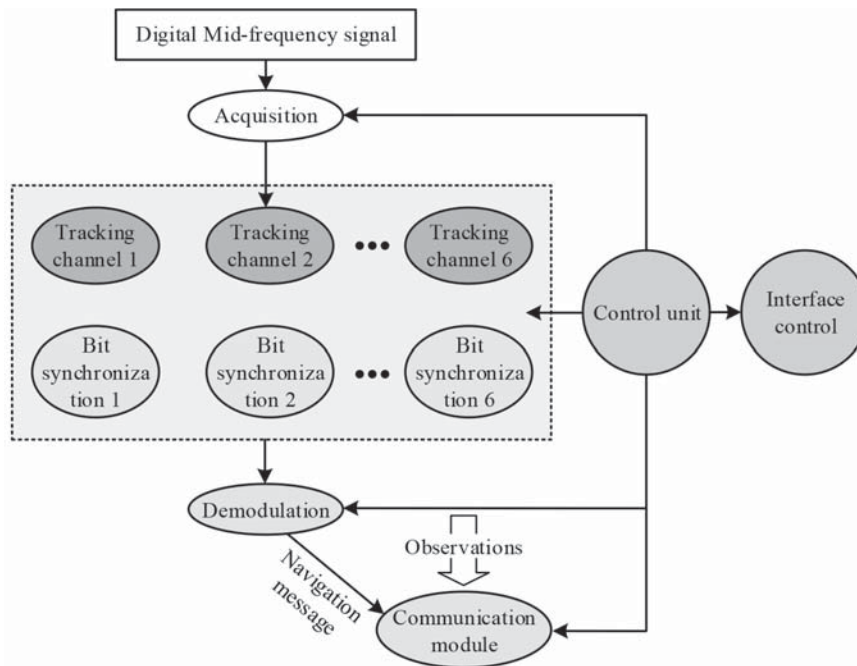 Digital Mid-frequency signal
Acquisition
Tracking
channel 1
Tracking
channel 2
Tracking
channel 6
Control unit
Interface
control
Bit
synchroniza
tion 1
Bit
synchroniza
tion 2
Bit
synchroniza
tion 6
Demodulation
Observations
Navigation
message
Communication
module